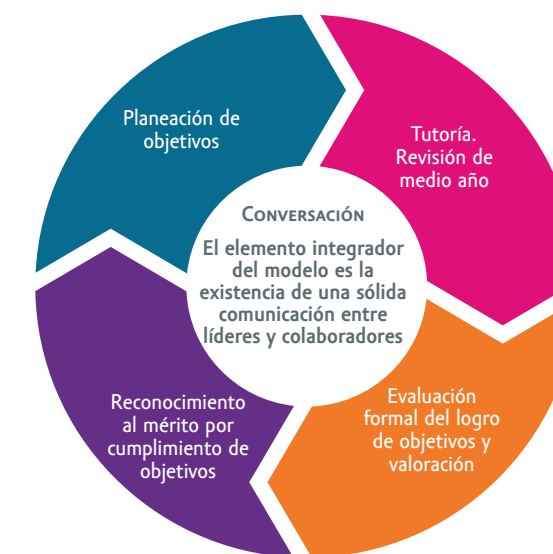 Planeación de
objetivos
Tutoría.
Revisión de
medio año
Conversación
El elemento integrador
del modelo es la
existencia de una sólida
comunicación entre
líderes y colaboradores
Evaluación
formal del logro
de objetivos y
valoración
Reconocimiento
al mérito por
cumplimiento de
objetivos